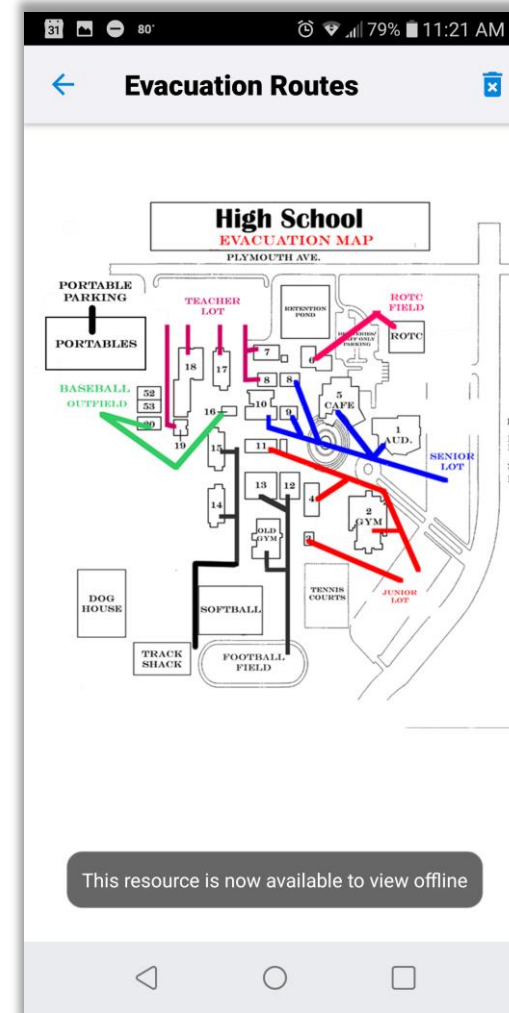 31 80° 79% 11:21 AM
Evacuation Routes
High School
EVACUATION MAP
PLYMOUTH AVE.
PORTABLE
PARKING
PORTABLES
TEACHER
LOT
RETENTION
POND
ROTC
FIELD
PARKING
ROTC
BASEBALL
OUTFIELD
52
53
20
18
17
16
19
15
14
7
8
8
6
10
9
5
CAFE
1
AUD.
SENIOR
LOT
11
13
12
4
2
GYM
OLD
GYM
3
DOG
HOUSE
SOFTBALL
TENNIS
COURTS
JUNIOR
LOT
TRACK
SHACK
FOOTBALL
FIELD
This resource is now available to view offline